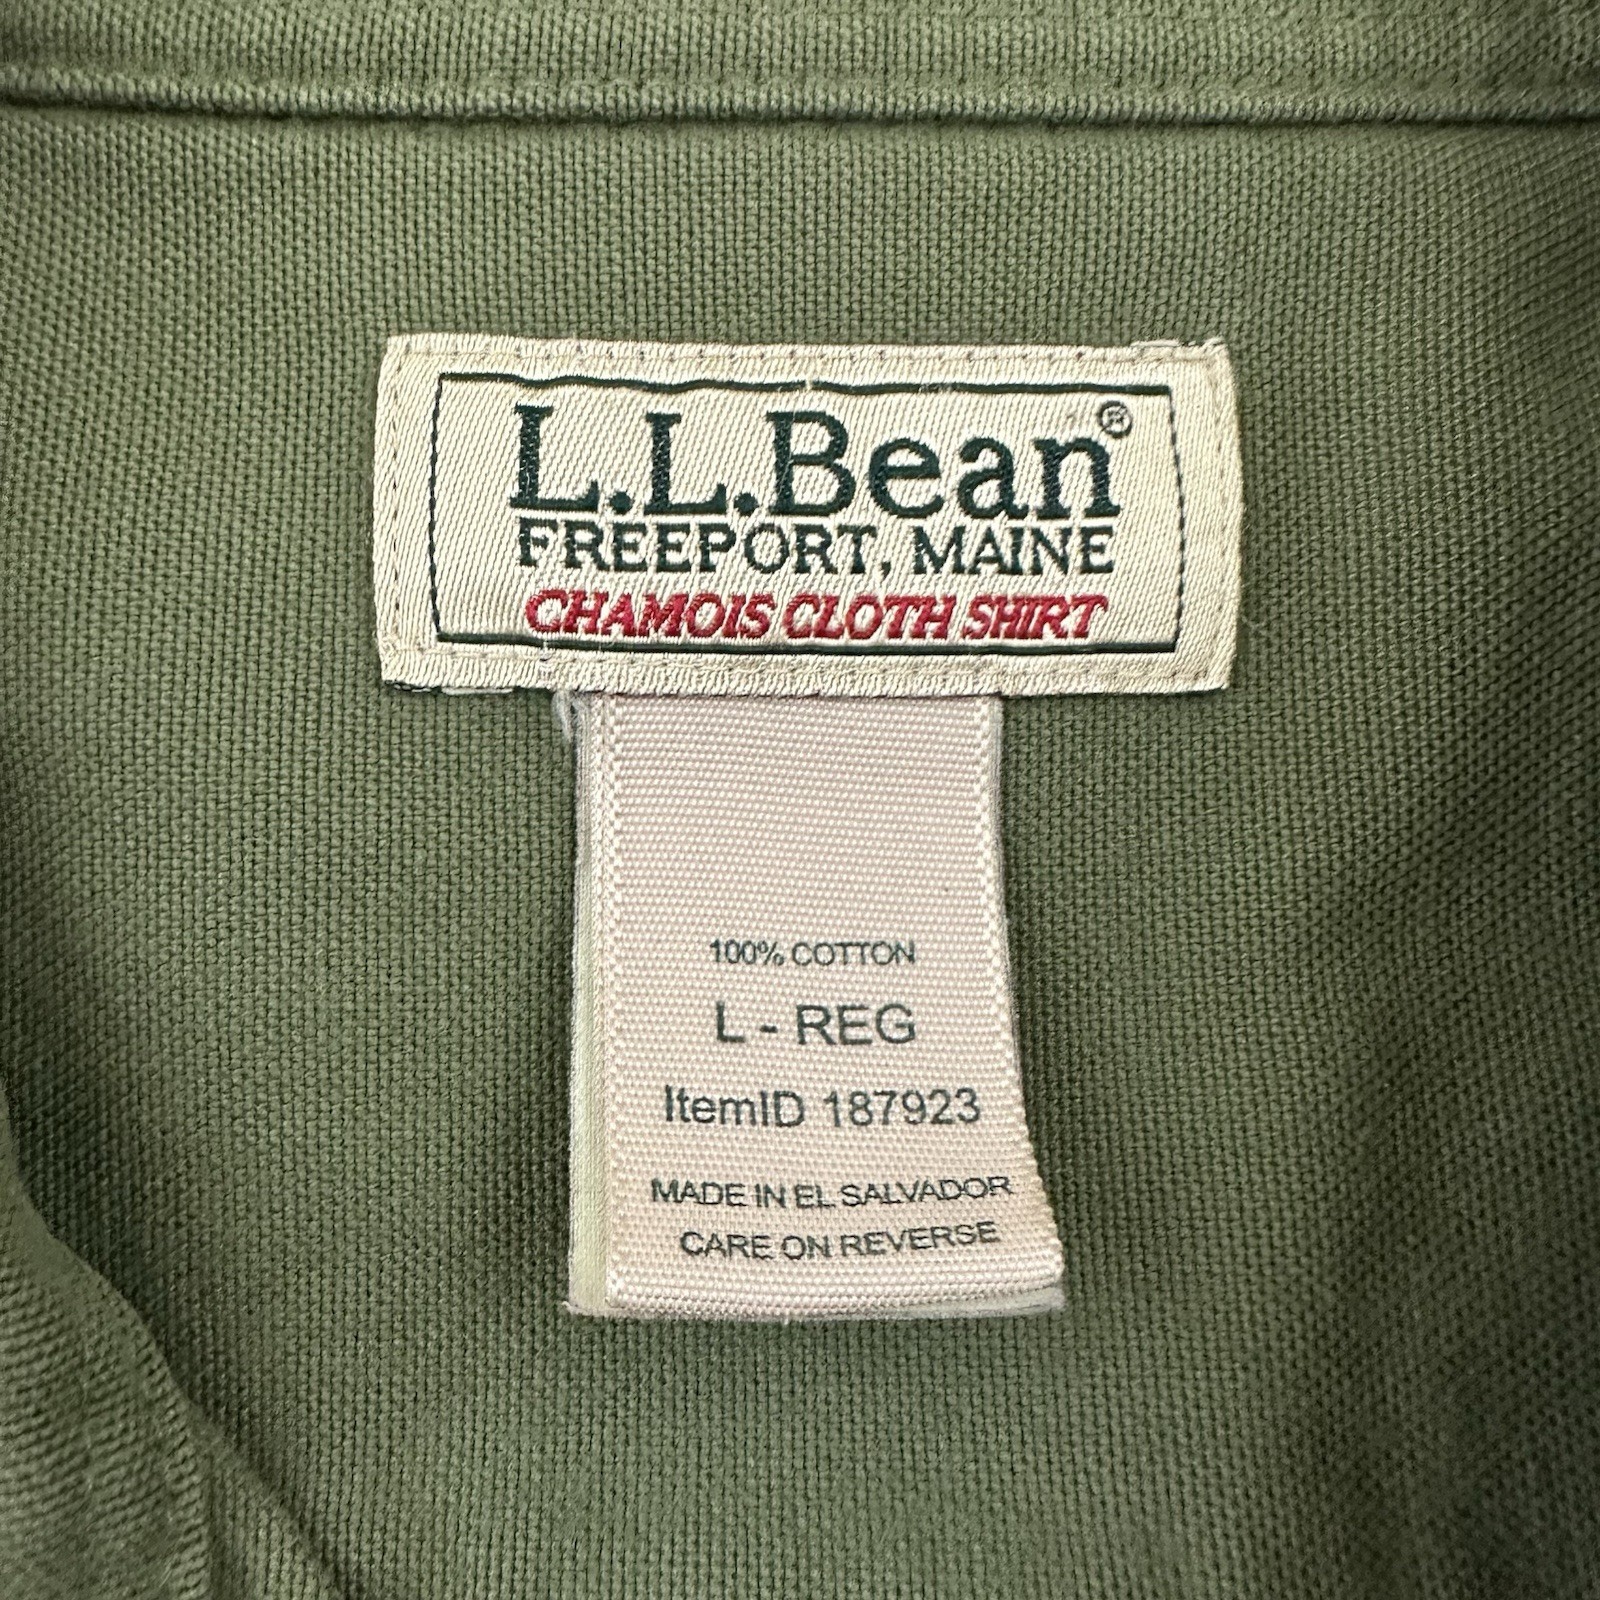 L.L.Bean®
FREEPORT, MAINE
CHAMOIS CLOTH SHIRT
100% COTTON
L - REG
ItemID 187923
MADE IN EL SALVADOR
CARE ON REVERSE